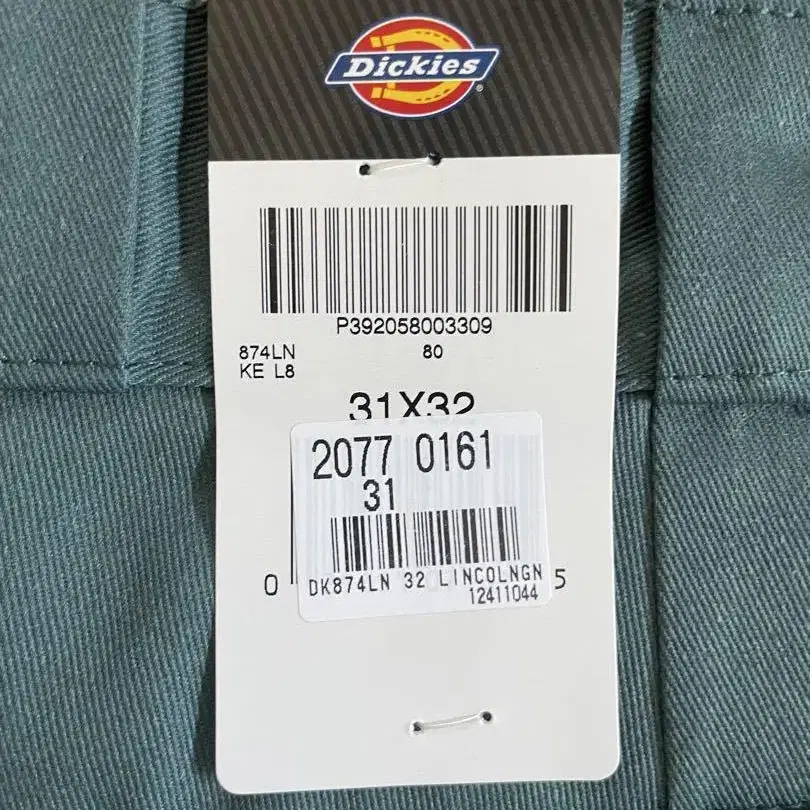 Dickies
®
P392058003309
874LN 80
KE L8
31X32
2077 0161
31
0 5
DK874LN 32 LINCOLNGN
12411044